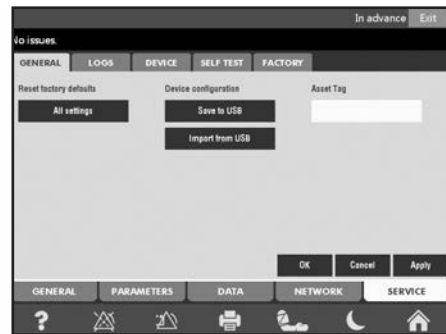 In advance Exit
No issues.
GENERAL LOGS DEVICE SELF TEST FACTORY
Reset factory defaults Device configuration Asset Tag
All settings Save to USB
Import from USB
OK Cancel Apply
GENERAL PARAMETERS DATA NETWORK SERVICE
?